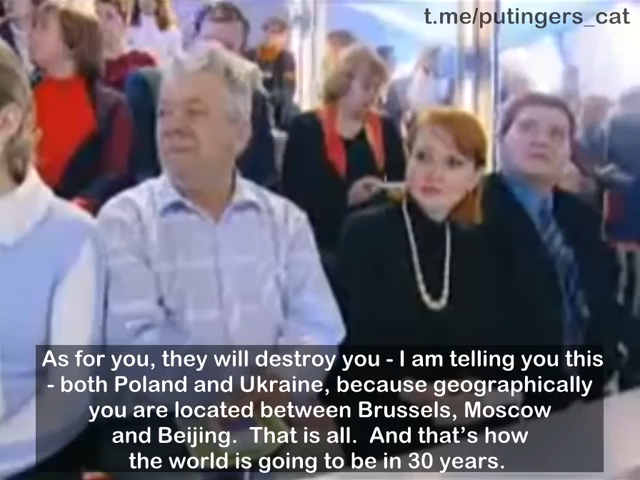 t.me/putingers_cat
As for you, they will destroy you - I am telling you this
- both Poland and Ukraine, because geographically
you are located between Brussels, Moscow
and Beijing.  That is all.  And that's how
the world is going to be in 30 years.